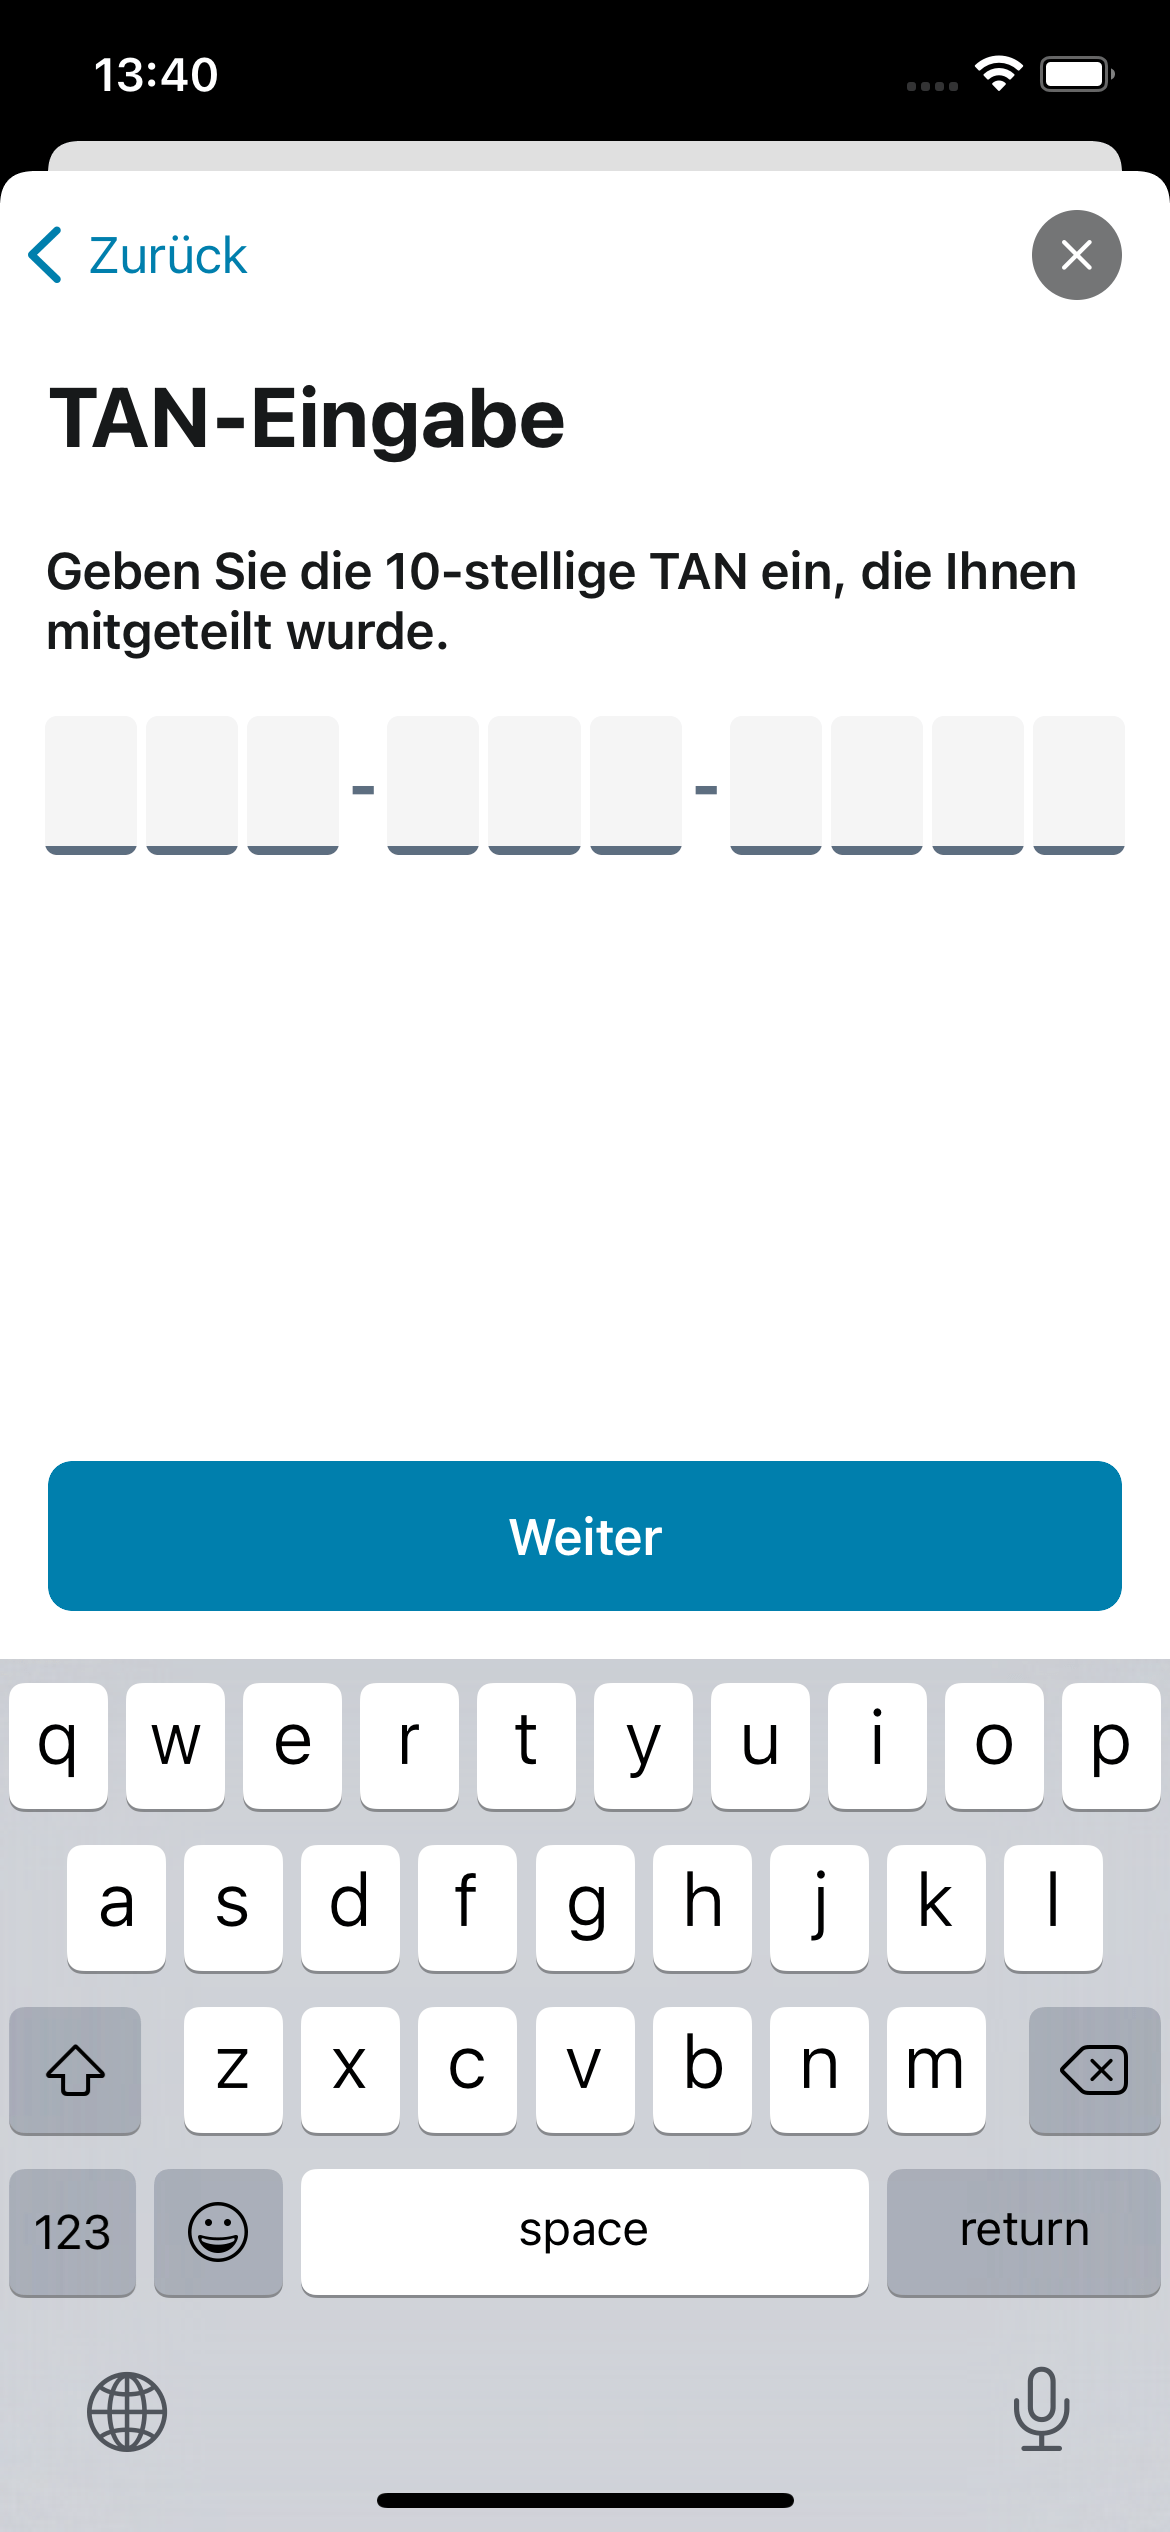 13:40
Zurück
TAN-Eingabe
Geben Sie die 10-stellige TAN ein, die Ihnen
mitgeteilt wurde.
- -
Weiter
q w e r t y u i o p
a s d f g h j k l
z x c v b n m
123 space return